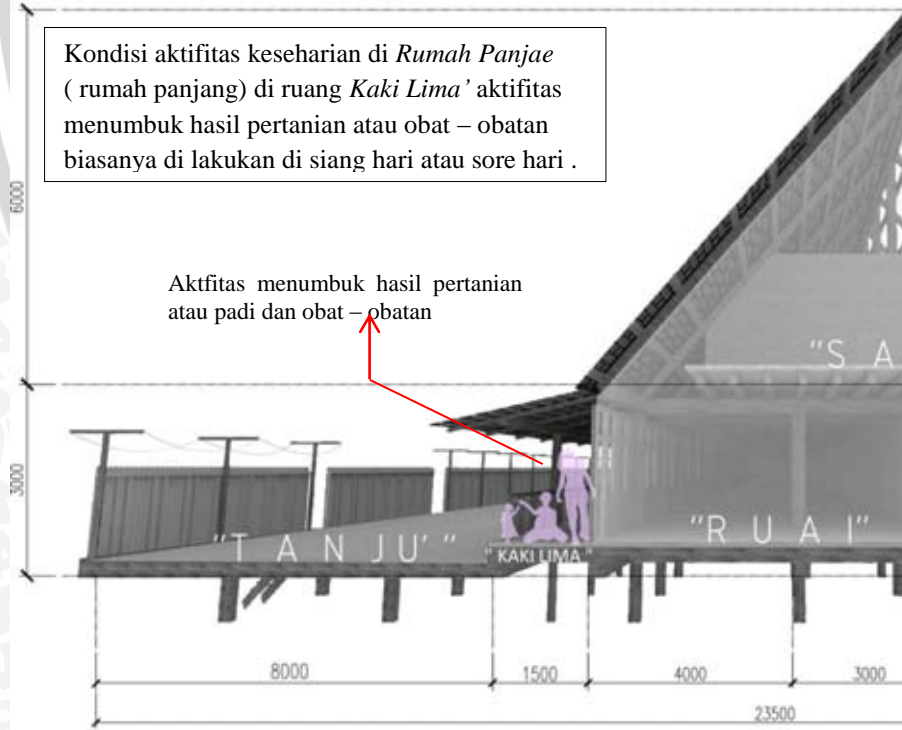 Kondisi aktifitas keseharian di Rumah Panjae
( rumah panjang) di ruang Kaki Lima’ aktifitas
menumbuk hasil pertanian atau obat – obatan
biasanya di lakukan di siang hari atau sore hari .
6000
Aktfitas menumbuk hasil pertanian
atau padi dan obat – obatan
"S A
3000
"T A N JU' "
" KAKI LIMA "
"R U A I"
8000
1500
4000
3000
23500